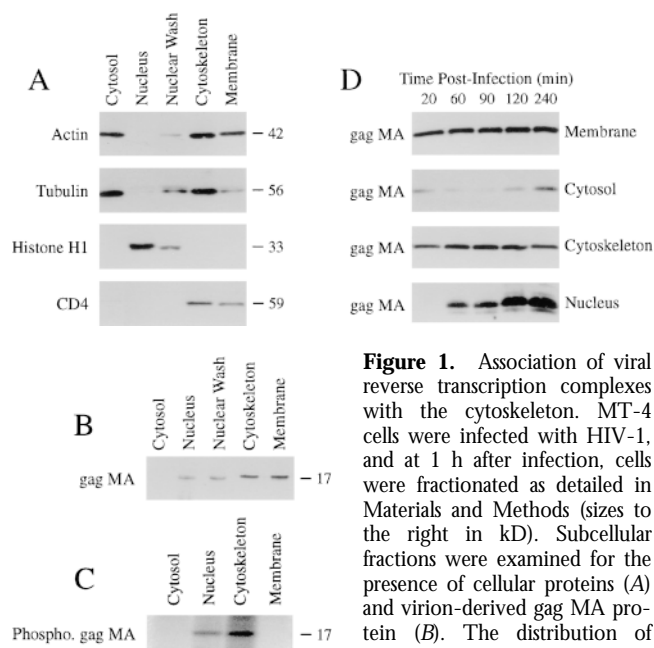 A
Cytosol
Nucleus
Nuclear Wash
Cytoskeleton
Membrane
Actin
– 42
Tubulin
– 56
Histone H1
– 33
CD4
– 59
B
Cytosol
Nucleus
Nuclear Wash
Cytoskeleton
Membrane
gag MA
– 17
C
Cytosol
Nucleus
Cytoskeleton
Membrane
Phospho. gag MA
– 17
D
Time Post-Infection (min)
20 60 90 120 240
gag MA
Membrane
gag MA
Cytosol
gag MA
Cytoskeleton
gag MA
Nucleus
Figure 1. Association of viral
reverse transcription complexes
with the cytoskeleton. MT-4
cells were infected with HIV-1,
and at 1 h after infection, cells
were fractionated as detailed in
Materials and Methods (sizes to
the right in kD). Subcellular
fractions were examined for the
presence of cellular proteins (A)
and virion-derived gag MA pro-
tein (B). The distribution of